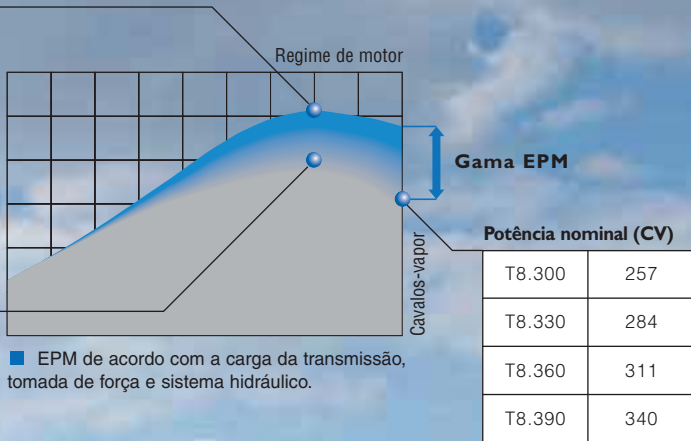 Regime de motor
Gama EPM
Cavalos-vapor
Potência nominal (CV)
T8.300 257
T8.330 284
T8.360 311
T8.390 340
EPM de acordo com a carga da transmissão,
tomada de força e sistema hidráulico.